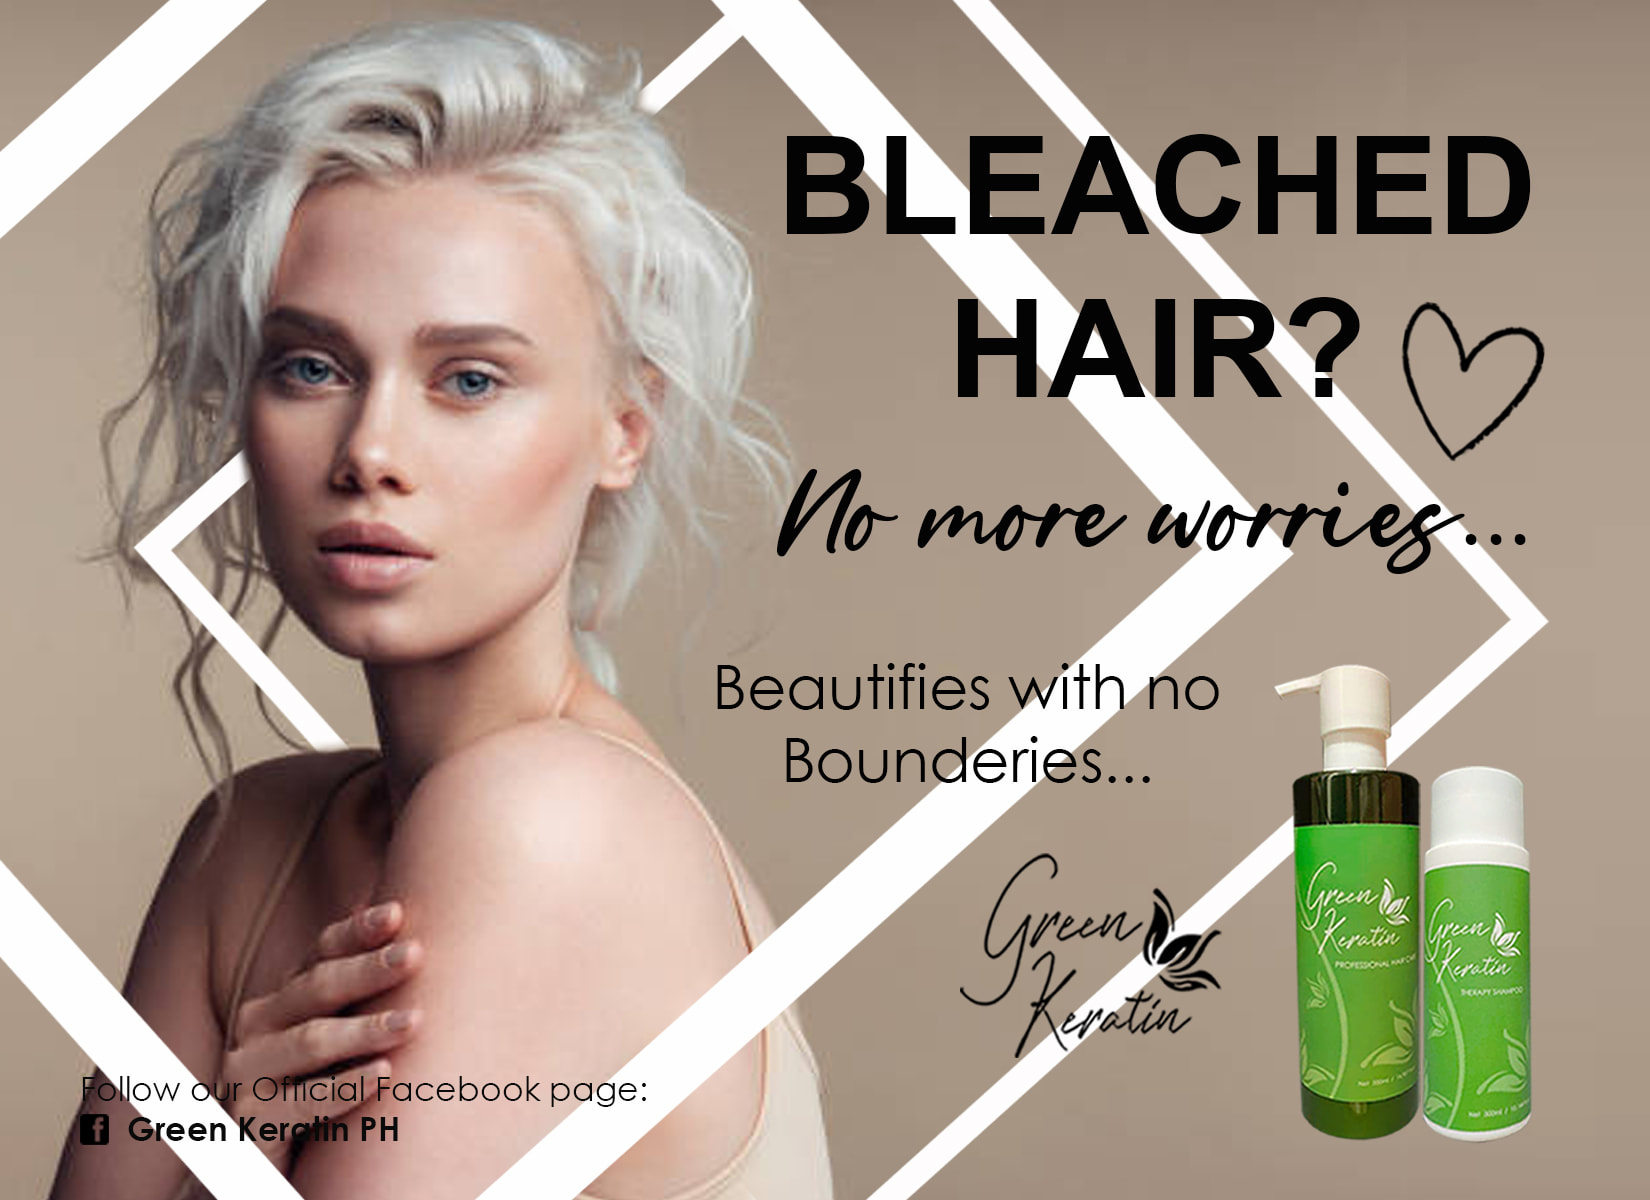 BLEACHED
HAIR?
No more worries...
Beautifies with no
Bounderies...
Green
Keratin
Green
Keratin
PROFESSIONAL HAIR CARE
Green
Keratin
THERAPY SHAMPOO
Follow our Official Facebook page:
Green Keratin PH